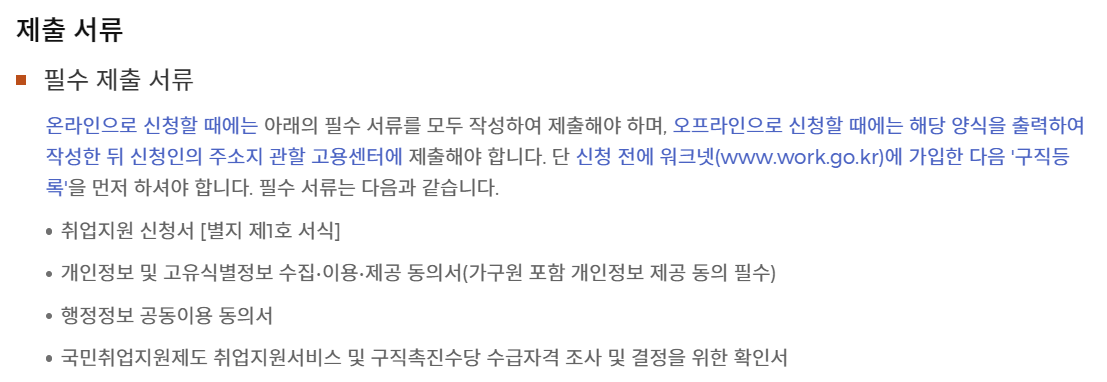 제출 서류
필수 제출 서류
온라인으로 신청할 때에는 아래의 필수 서류를 모두 작성하여 제출해야 하며, 오프라인으로 신청할 때에는 해당 양식을 출력하여
작성한 뒤 신청인의 주소지 관할 고용센터에 제출해야 합니다. 단 신청 전에 워크넷(www.work.go.kr)에 가입한 다음 '구직등
록'을 먼저 하셔야 합니다. 필수 서류는 다음과 같습니다.
• 취업지원 신청서 [별지 제1호 서식]
• 개인정보 및 고유식별정보 수집·이용·제공 동의서(가구원 포함 개인정보 제공 동의 필수)
• 행정정보 공동이용 동의서
• 국민취업지원제도 취업지원서비스 및 구직촉진수당 수급자격 조사 및 결정을 위한 확인서